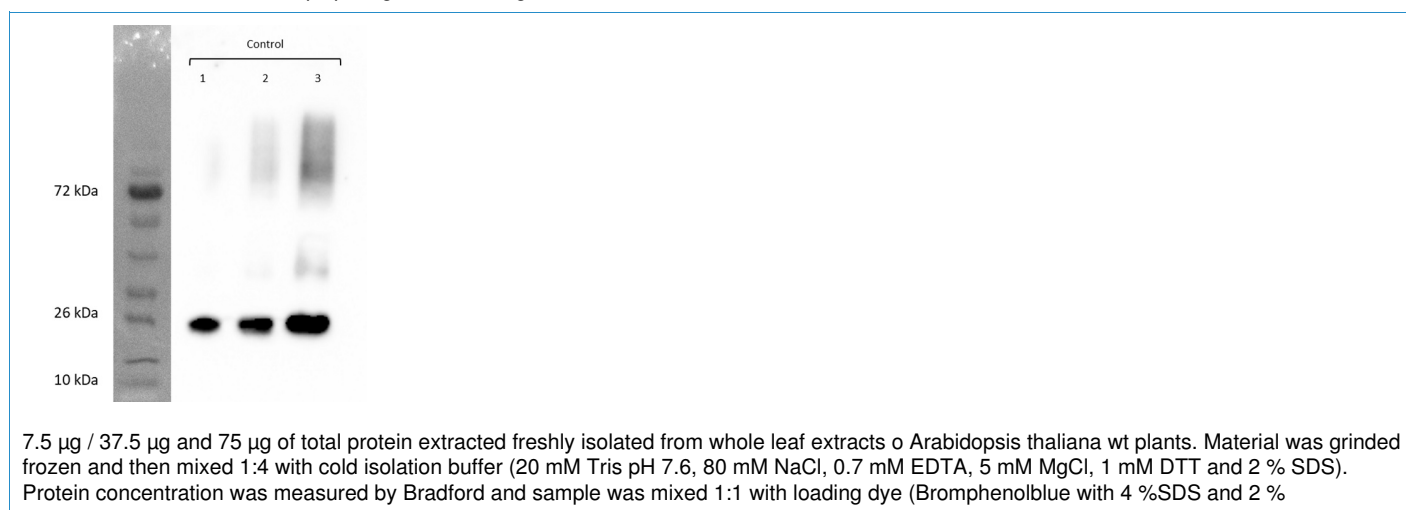 Control
1 2 3
72 kDa
26 kDa
10 kDa
7.5 µg / 37.5 µg and 75 µg of total protein extracted freshly isolated from whole leaf extracts o Arabidopsis thaliana wt plants. Material was grinded
frozen and then mixed 1:4 with cold isolation buffer (20 mM Tris pH 7.6, 80 mM NaCl, 0.7 mM EDTA, 5 mM MgCl, 1 mM DTT and 2 % SDS).
Protein concentration was measured by Bradford and sample was mixed 1:1 with loading dye (Bromphenolblue with 4 %SDS and 2 %